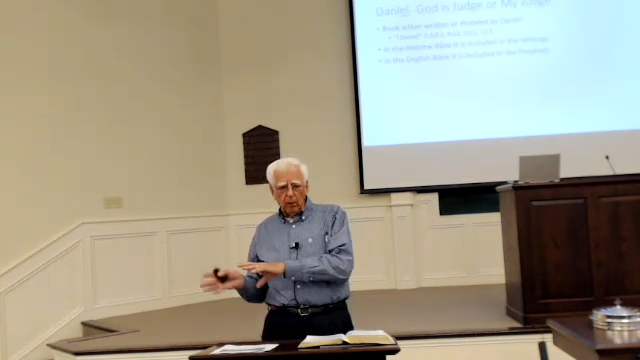 Daniel- God is Judge or My Judge
• Book either written or dictated by Daniel
• "I Daniel"
• In the Hebrew Bible it is included in the
• In the English Bible it is included in the Prophets